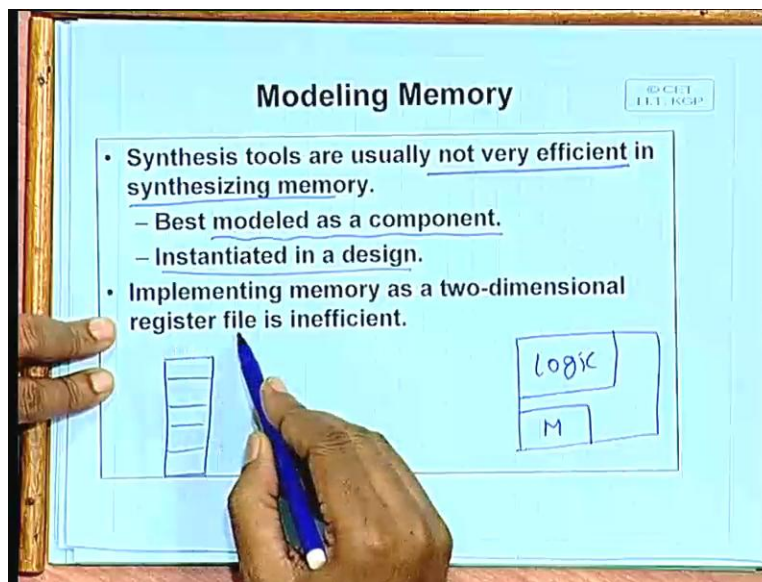 Modeling Memory
© CET
I.I.T. KGP
• Synthesis tools are usually not very efficient in
synthesizing memory.
– Best modeled as a component.
– Instantiated in a design.
• Implementing memory as a two-dimensional
register file is inefficient.
Logic
M